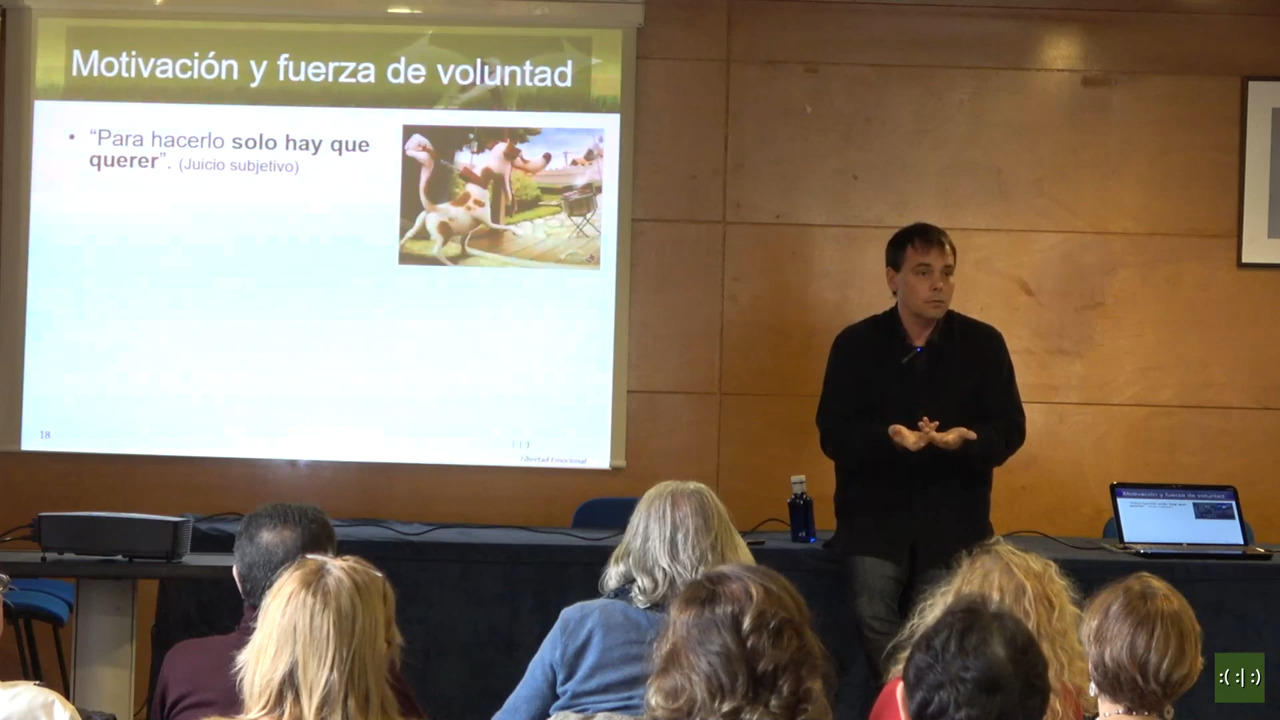 Motivación y fuerza de voluntad
• “Para hacerlo solo hay que
querer”. (Juicio subjetivo)
18
Libertad Emocional
Motivación y fuerza de voluntad
:( :| :)